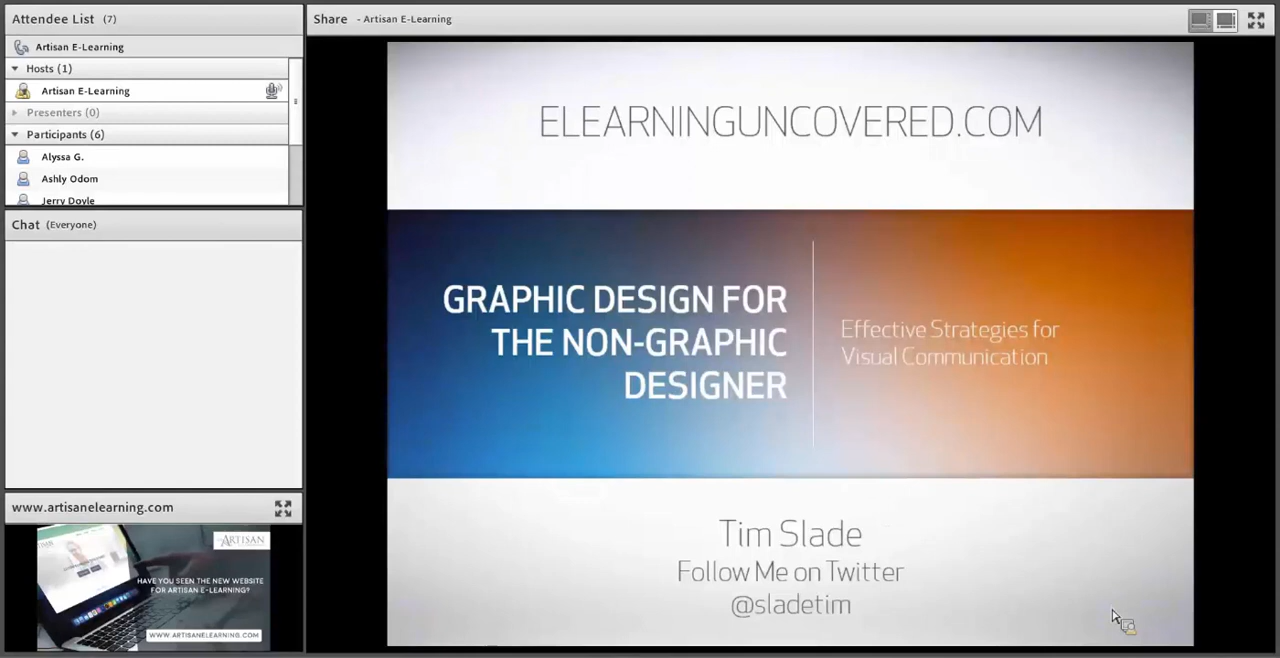 Attendee List (7)
Artisan E-Learning
Hosts (1)
Artisan E-Learning
Presenters (0)
Participants (6)
Alyssa G.
Ashly Odom
Jerry Doyle
Chat (Everyone)
www.artisanelearning.com
ARTISAN
HAVE YOU SEEN THE NEW WEBSITE
FOR ARTISAN E-LEARNING?
WWW.ARTISANELEARNING.COM
Share - Artisan E-Learning
ELEARNINGUNCOVERED.COM
GRAPHIC DESIGN FOR
THE NON-GRAPHIC
DESIGNER
Effective Strategies for
Visual Communication
Tim Slade
Follow Me on Twitter
@sladetim